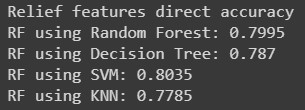 Relief features direct accuracy
RF using Random Forest: 0.7995
RF using Decision Tree: 0.787
RF using SVM: 0.8035
RF using KNN: 0.7785